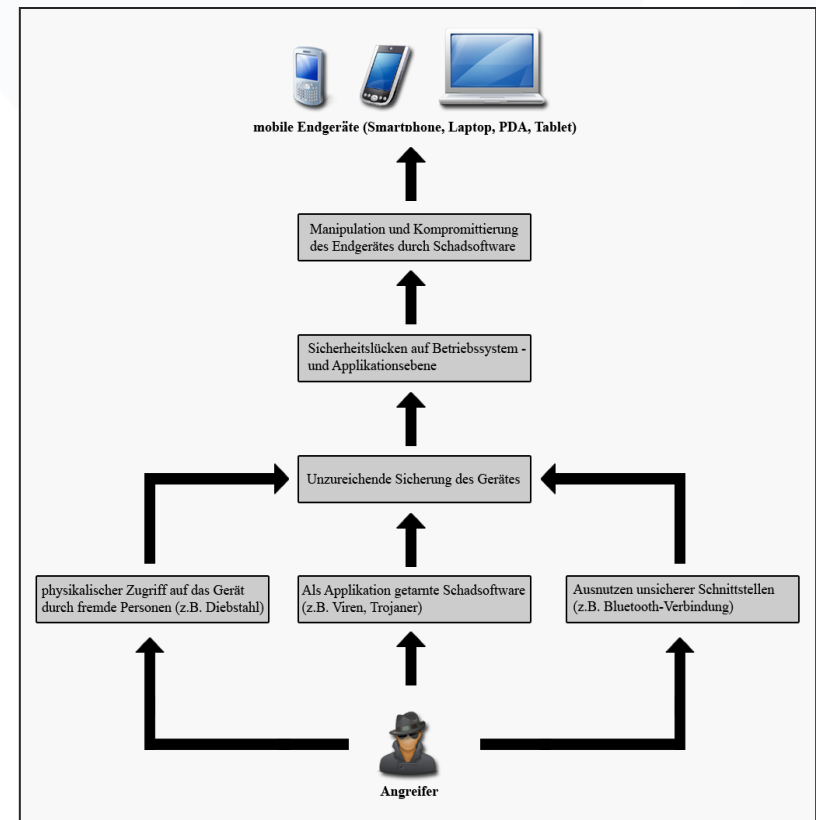 mobile Endgeräte (Smartphone, Laptop, PDA, Tablet)
Manipulation und Kompromittierung
des Endgerätes durch Schadsoftware
Sicherheitslücken auf Betriebssystem -
und Applikationsebene
Unzureichende Sicherung des Gerätes
physikalischer Zugriff auf das Gerät
durch fremde Personen (z.B. Diebstahl)
Als Applikation getarnte Schadsoftware
(z.B. Viren, Trojaner)
Ausnutzen unsicherer Schnittstellen
(z.B. Bluetooth-Verbindung)
Angreifer